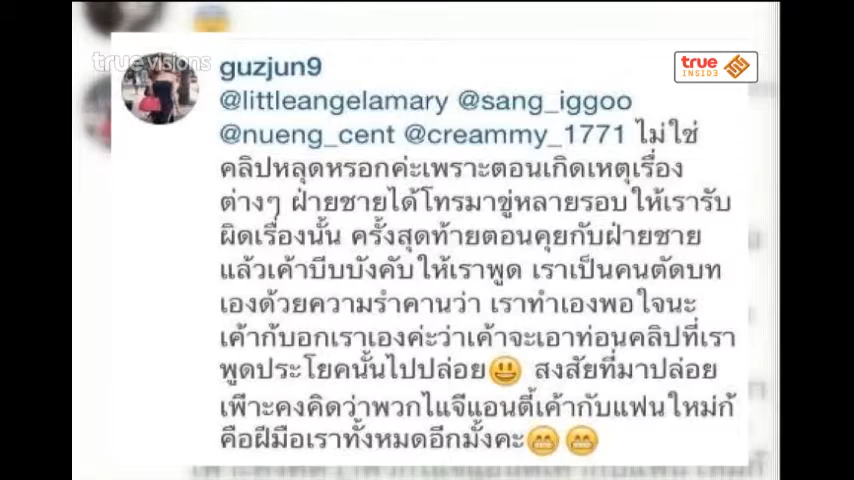 true visions
true
INSIDE
guzjun9
@littleangelamary @sang_iggoo
@nueng_cent @creammy_1771 ไม่ใช่
คลิปหลุดหรอกค่ะเพราะตอนเกิดเหตุเรื่อง
ต่างๆ ฝ่ายชายได้โทรมาขู่หลายรอบให้เรารับ
ผิดเรื่องนั้น ครั้งสุดท้ายตอนคุยกับฝ่ายชาย
แล้วเค้าบีบบังคับให้เราพูด เราเป็นคนตัดบท
เองด้วยความรำคานว่า เราทำเองพอใจนะ
เค้าก้บอกเราเองค่ะว่าเค้าจะเอาท่อนคลิปที่เรา
พูดประโยคนั้นไปปล่อย😃 สงสัยที่มาปล่อย
เพีาะคงคิดว่าพวกไแจีแอนตี้เค้ากับแฟนใหม่ก้
คือฝีมือเราทั้งหมดอีกมั้งคะ😁😁